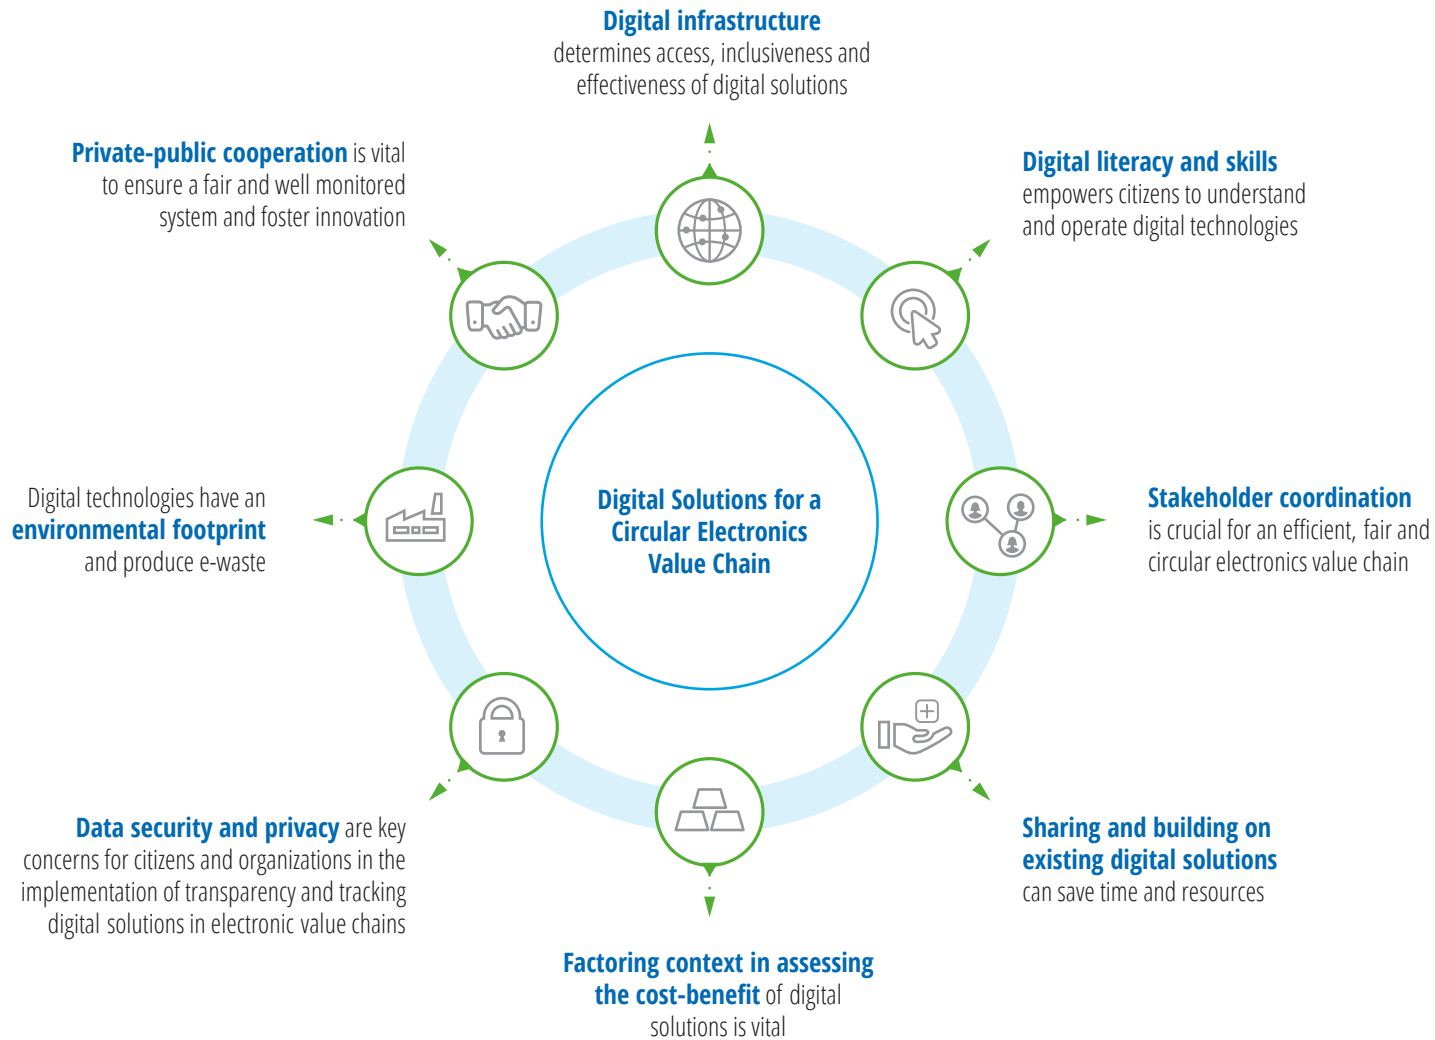 Digital infrastructure
determines access, inclusiveness and
effectiveness of digital solutions
Private-public cooperation is vital
to ensure a fair and well monitored
system and foster innovation
Digital literacy and skills
empowers citizens to understand
and operate digital technologies
Digital technologies have an
environmental footprint
and produce e-waste
Digital Solutions for a
Circular Electronics
Value Chain
Stakeholder coordination
is crucial for an efficient, fair and
circular electronics value chain
Data security and privacy are key
concerns for citizens and organizations in the
implementation of transparency and tracking
digital solutions in electronic value chains
Sharing and building on
existing digital solutions
can save time and resources
Factoring context in assessing
the cost-benefit of digital
solutions is vital